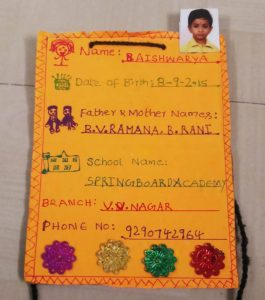 Name: B.AISHWARYA
Date of Birth: 8-9-2015
Father & Mother Names:
B.V.RAMANA, B.RANI
School Name:
SPRINGBOARD ACADEMY
BRANCH: V.V.NAGAR
PHONE NO: 9290742964